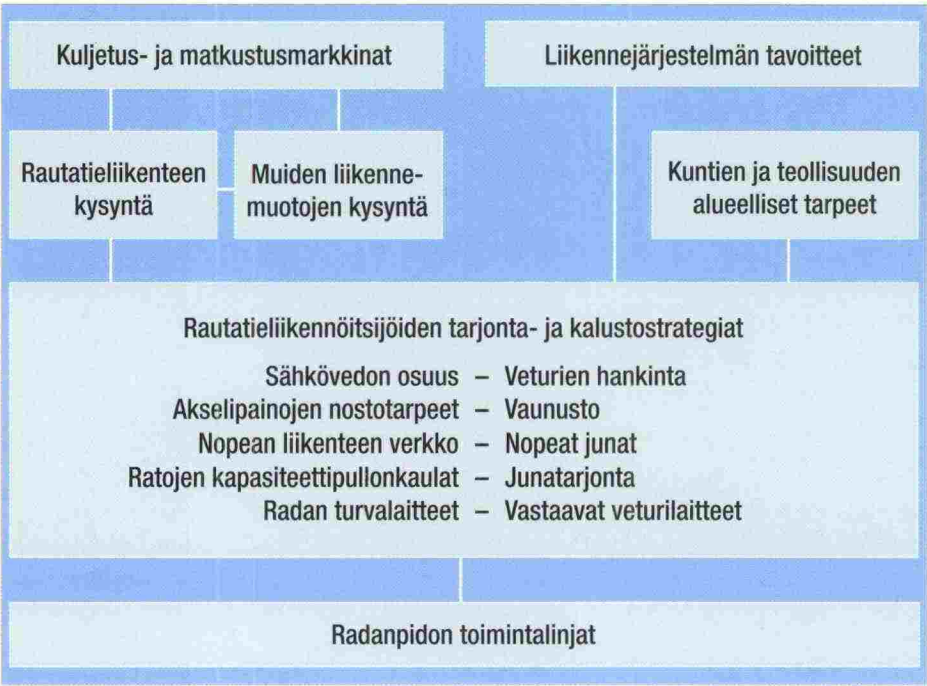 Kuljetus- ja matkustusmarkkinat
Liikennejärjestelmän tavoitteet
Rautatieliikenteen
kysyntä
Muiden liikenne-
muotojen kysyntä
Kuntien ja teollisuuden
alueelliset tarpeet
Rautatieliikennöitsijöiden tarjonta- ja kalustostrategiat
Sähkövedon osuus – Veturien hankinta
Akselipainojen nostotarpeet – Vaunusto
Nopean liikenteen verkko – Nopeat junat
Ratojen kapasiteettipullonkaulat – Junatarjonta
Radan turvalaitteet – Vastaavat veturilaitteet
Radanpidon toimintalinjat